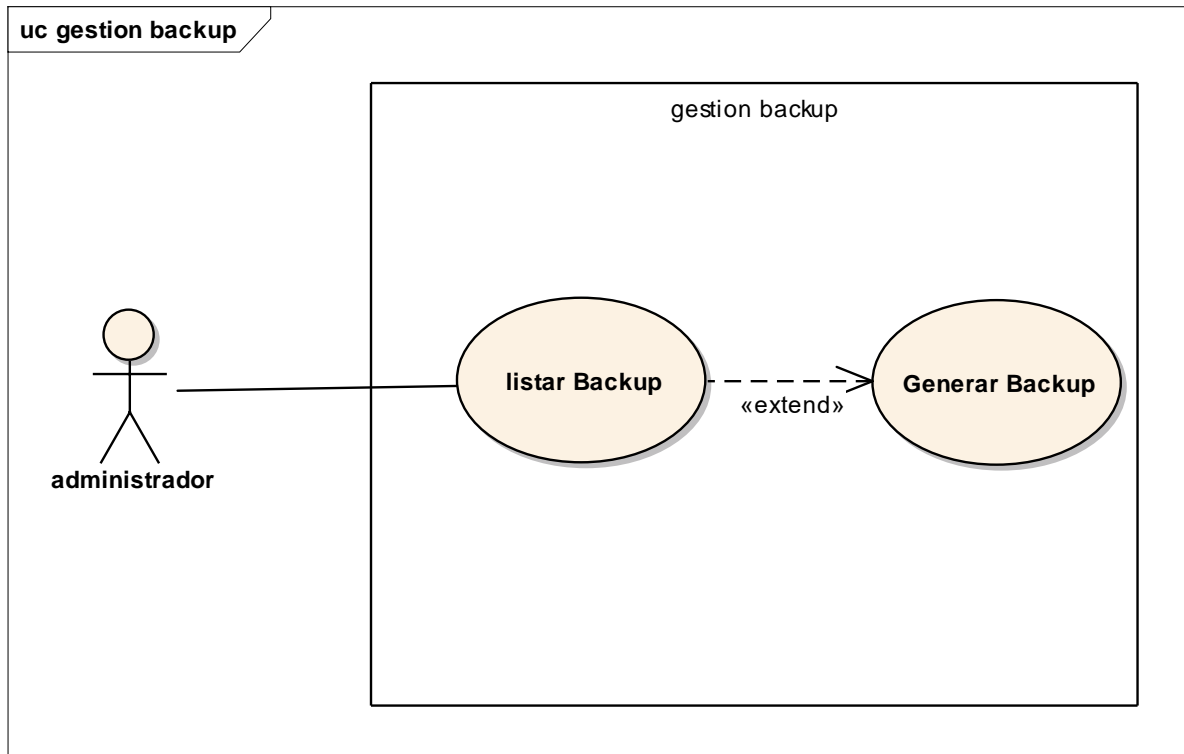 uc gestion backup
gestion backup
listar Backup
«extend»
Generar Backup
administrador